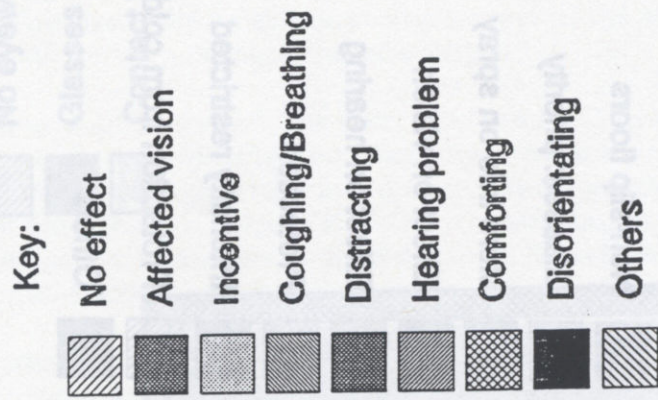 Key:
No effect
Affected vision
Incentive
Coughing/Breathing
Distracting
Hearing problem
Comforting
Disorientating
Others